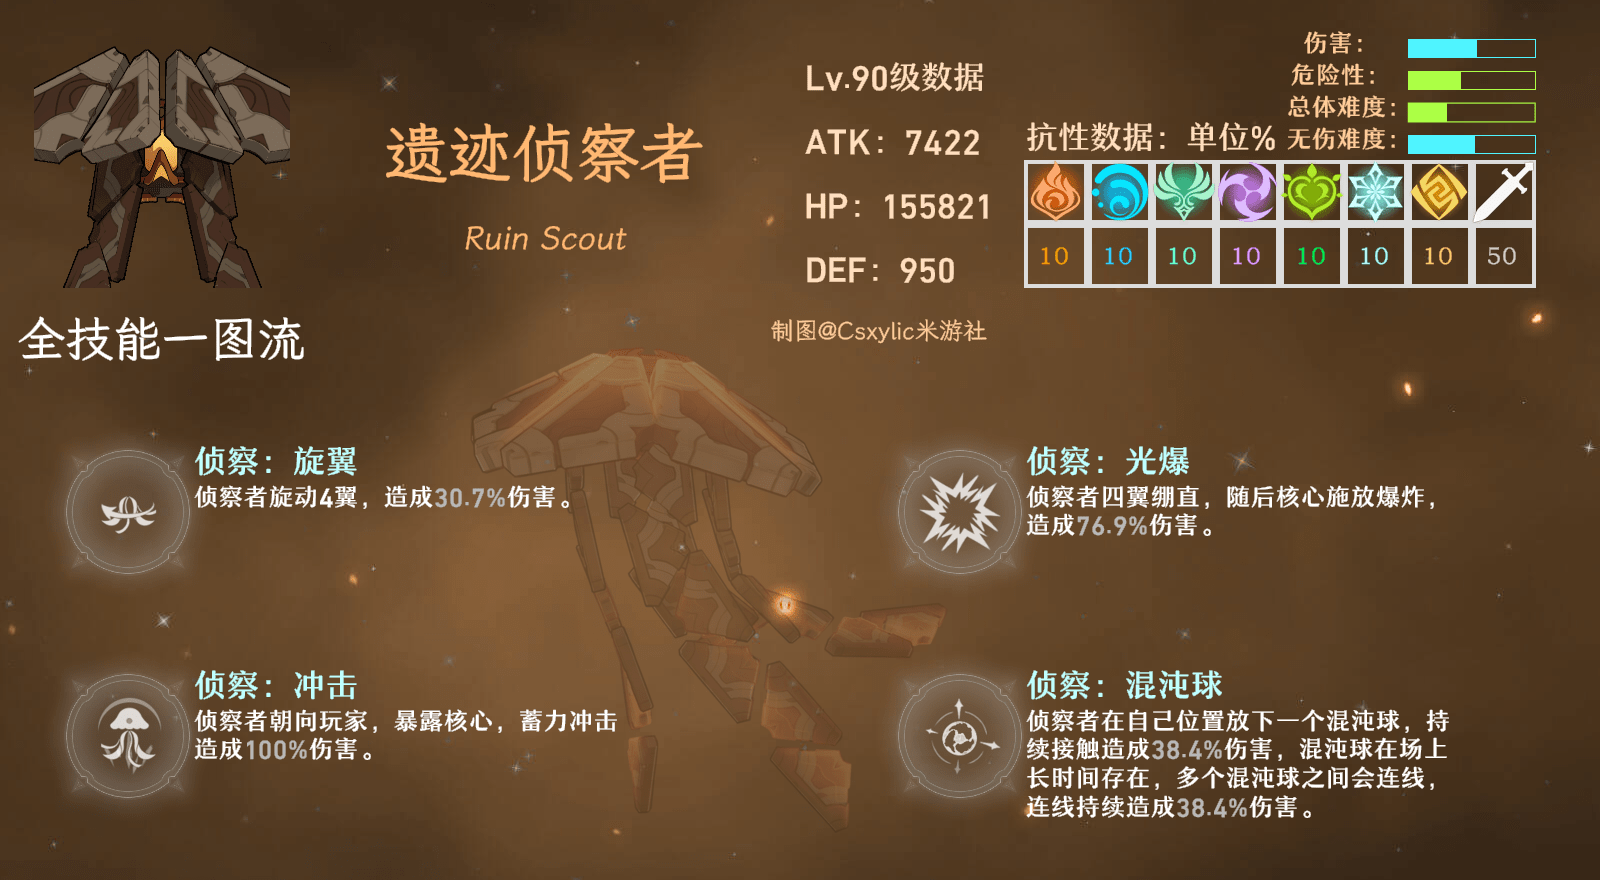 遗迹侦察者
Ruin Scout
全技能一图流
Lv.90级数据
ATK：7422
HP：155821
DEF：950
制图@Csxylic米游社
伤害：
危险性：
总体难度：
无伤难度：
抗性数据：单位%
10 10 10 10 10 10 10 50
侦察：旋翼
侦察者旋动4翼，造成30.7%伤害。
侦察：光爆
侦察者四翼绷直，随后核心施放爆炸，
造成76.9%伤害。
侦察：冲击
侦察者朝向玩家，暴露核心，蓄力冲击
造成100%伤害。
侦察：混沌球
侦察者在自己位置放下一个混沌球，持
续接触造成38.4%伤害，混沌球在场上
长时间存在，多个混沌球之间会连线，
连线持续造成38.4%伤害。